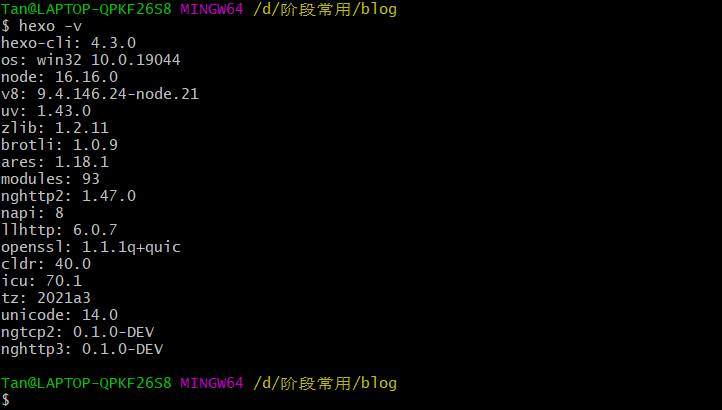 Tan@LAPTOP-QPKF26S8 MINGW64 /d/阶段常用/blog
$ hexo -v
hexo-cli: 4.3.0
os: win32 10.0.19044
node: 16.16.0
v8: 9.4.146.24-node.21
uv: 1.43.0
zlib: 1.2.11
brotli: 1.0.9
ares: 1.18.1
modules: 93
nghttp2: 1.47.0
napi: 8
llhttp: 6.0.7
openssl: 1.1.1q+quic
cldr: 40.0
icu: 70.1
tz: 2021a3
unicode: 14.0
ngtcp2: 0.1.0-DEV
nghttp3: 0.1.0-DEV
Tan@LAPTOP-QPKF26S8 MINGW64 /d/阶段常用/blog
$